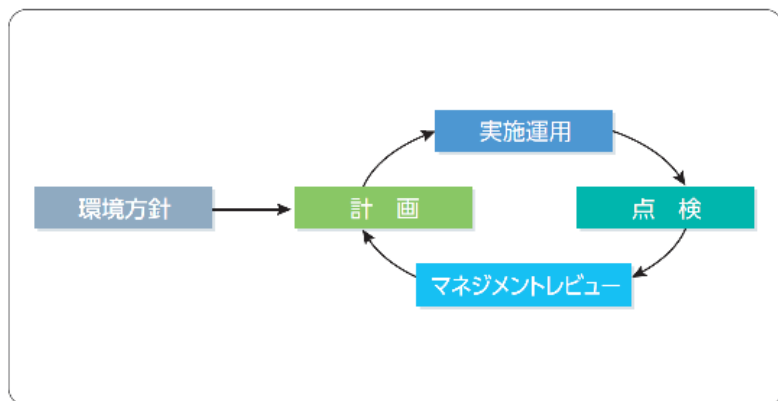 実施運用
環境方針
計 画
点 検
マネジメントレビュー